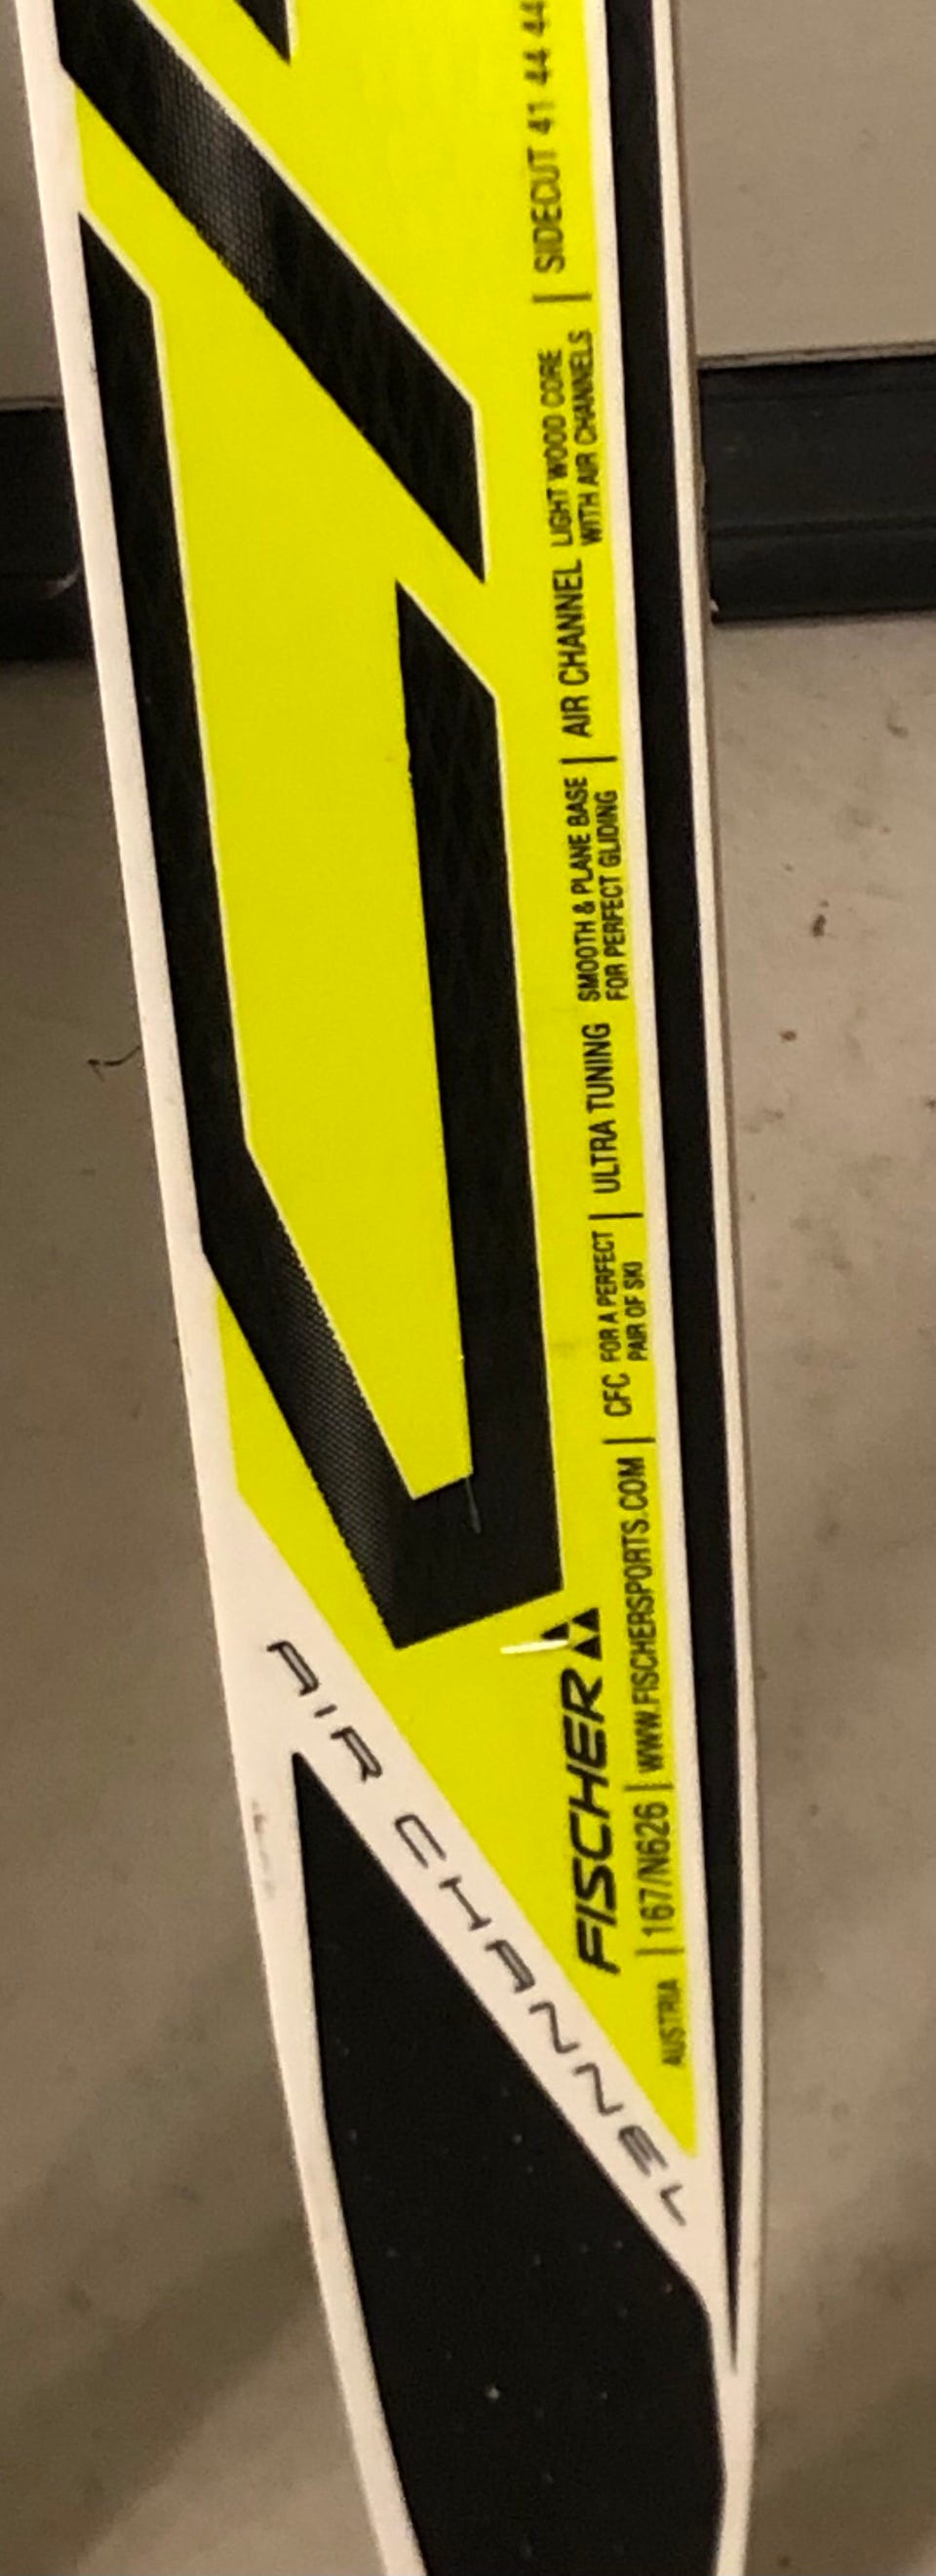 AIR CHANNEL
FISCHER
AUSTRIA | 167/N626 | WWW.FISCHERSPORTS.COM | CFC FOR A PERFECT
PAIR OF SKI | ULTRA TUNING SMOOTH & PLANE BASE
FOR PERFECT GLIDING | AIR CHANNEL LIGHT WOOD CORE
WITH AIR CHANNELS | SIDECUT 41 44 44